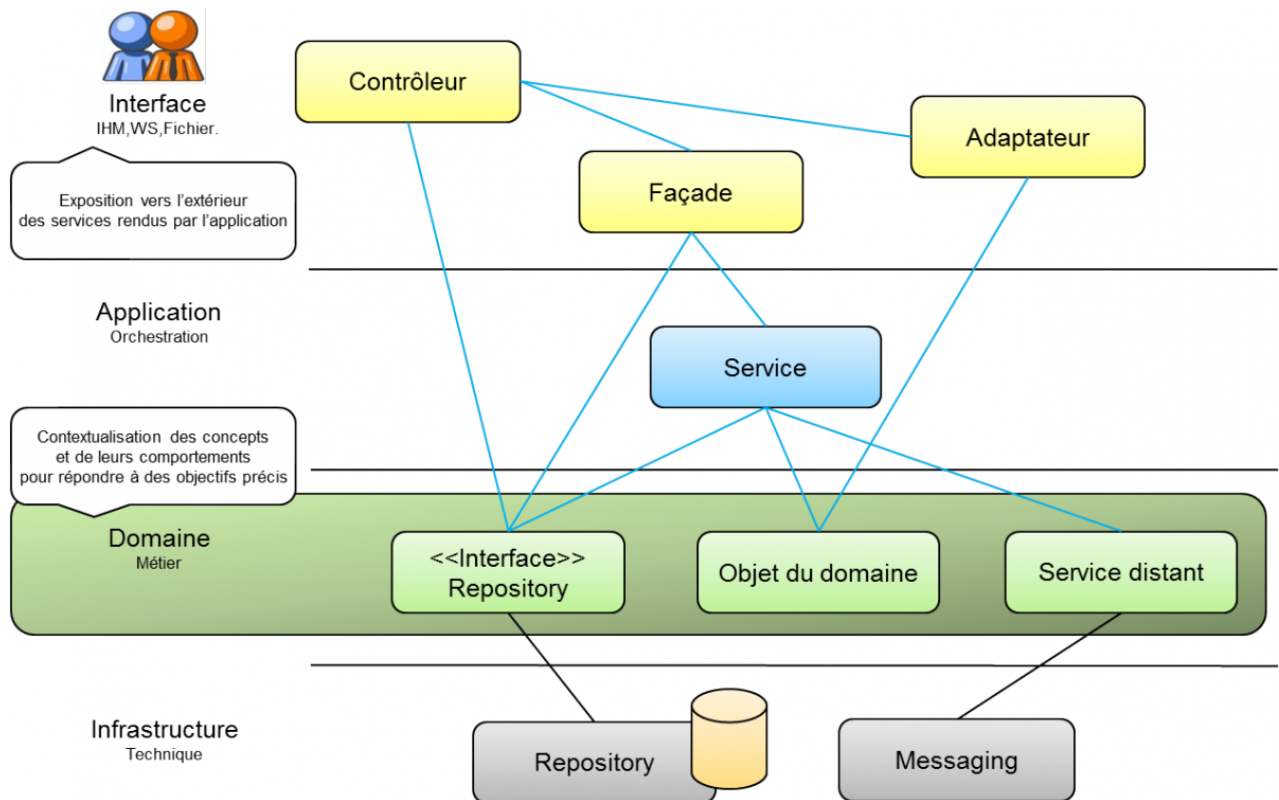 Interface
IHM,WS,Fichier.
Exposition vers l'extérieur
des services rendus par l'application
Contrôleur
Adaptateur
Façade
Application
Orchestration
Service
Contextualisation des concepts
et de leurs comportements
pour répondre à des objectifs précis
Domaine
Métier
<<Interface>>
Repository
Objet du domaine
Service distant
Infrastructure
Technique
Repository
Messaging